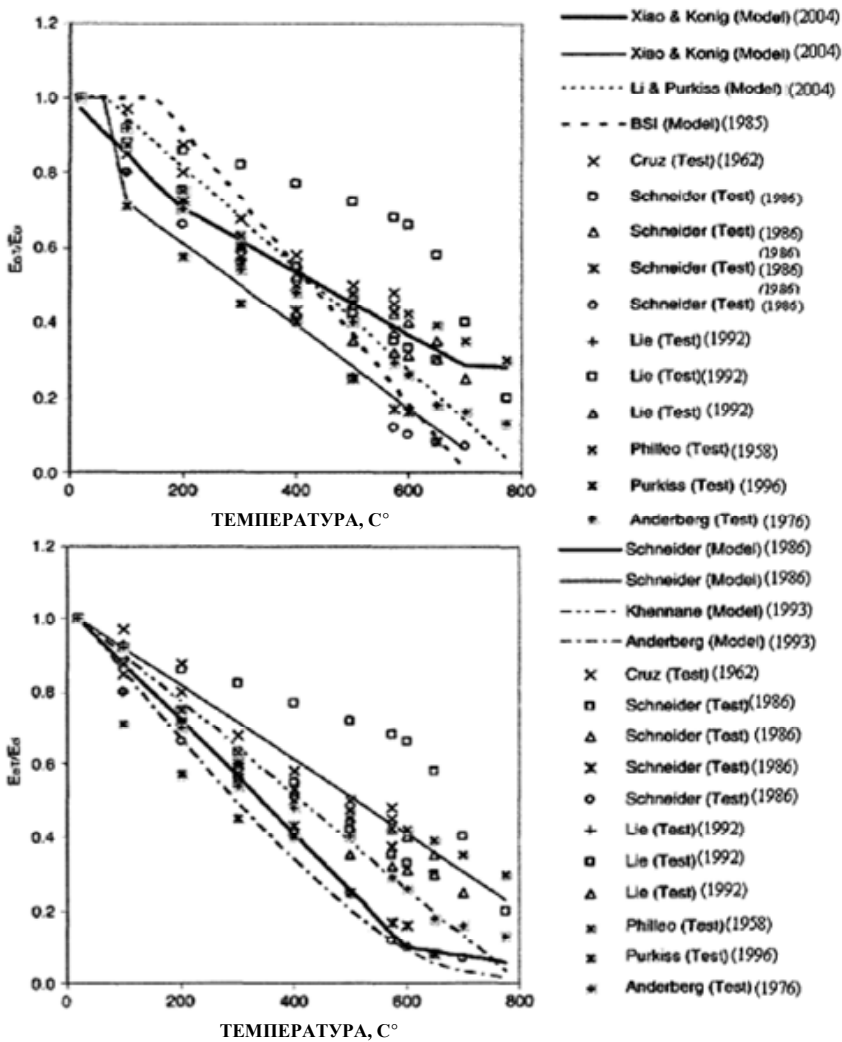 1.2
1.0
0.8
0.6
0.4
0.2
0.0
0
200
400
600
800
ТЕМПЕРАТУРА, C°
Xiao & Konig (Model) (2004)
Xiao & Konig (Model) (2004)
Li & Purkiss (Model) (2004)
BSI (Model) (1985)
Cruz (Test) (1962)
Schneider (Test) (1986)
Schneider (Test) (1986)
(1986)
Schneider (Test) (1986)
(1986)
Schneider (Test) (1986)
Lie (Test) (1992)
Lie (Test) (1992)
Lie (Test) (1992)
Philleo (Test) (1958)
Purkiss (Test) (1996)
Anderberg (Test) (1976)
1.2
1.0
0.8
0.6
0.4
0.2
0.0
0
200
400
600
800
ТЕМПЕРАТУРА, C°
Schneider (Model) (1986)
Schneider (Model) (1986)
Khennane (Model) (1993)
Anderberg (Model) (1993)
Cruz (Test) (1962)
Schneider (Test) (1986)
Schneider (Test) (1986)
Schneider (Test) (1986)
Schneider (Test) (1986)
Lie (Test) (1992)
Lie (Test) (1992)
Lie (Test) (1992)
Philleo (Test) (1958)
Purkiss (Test) (1996)
Anderberg (Test) (1976)